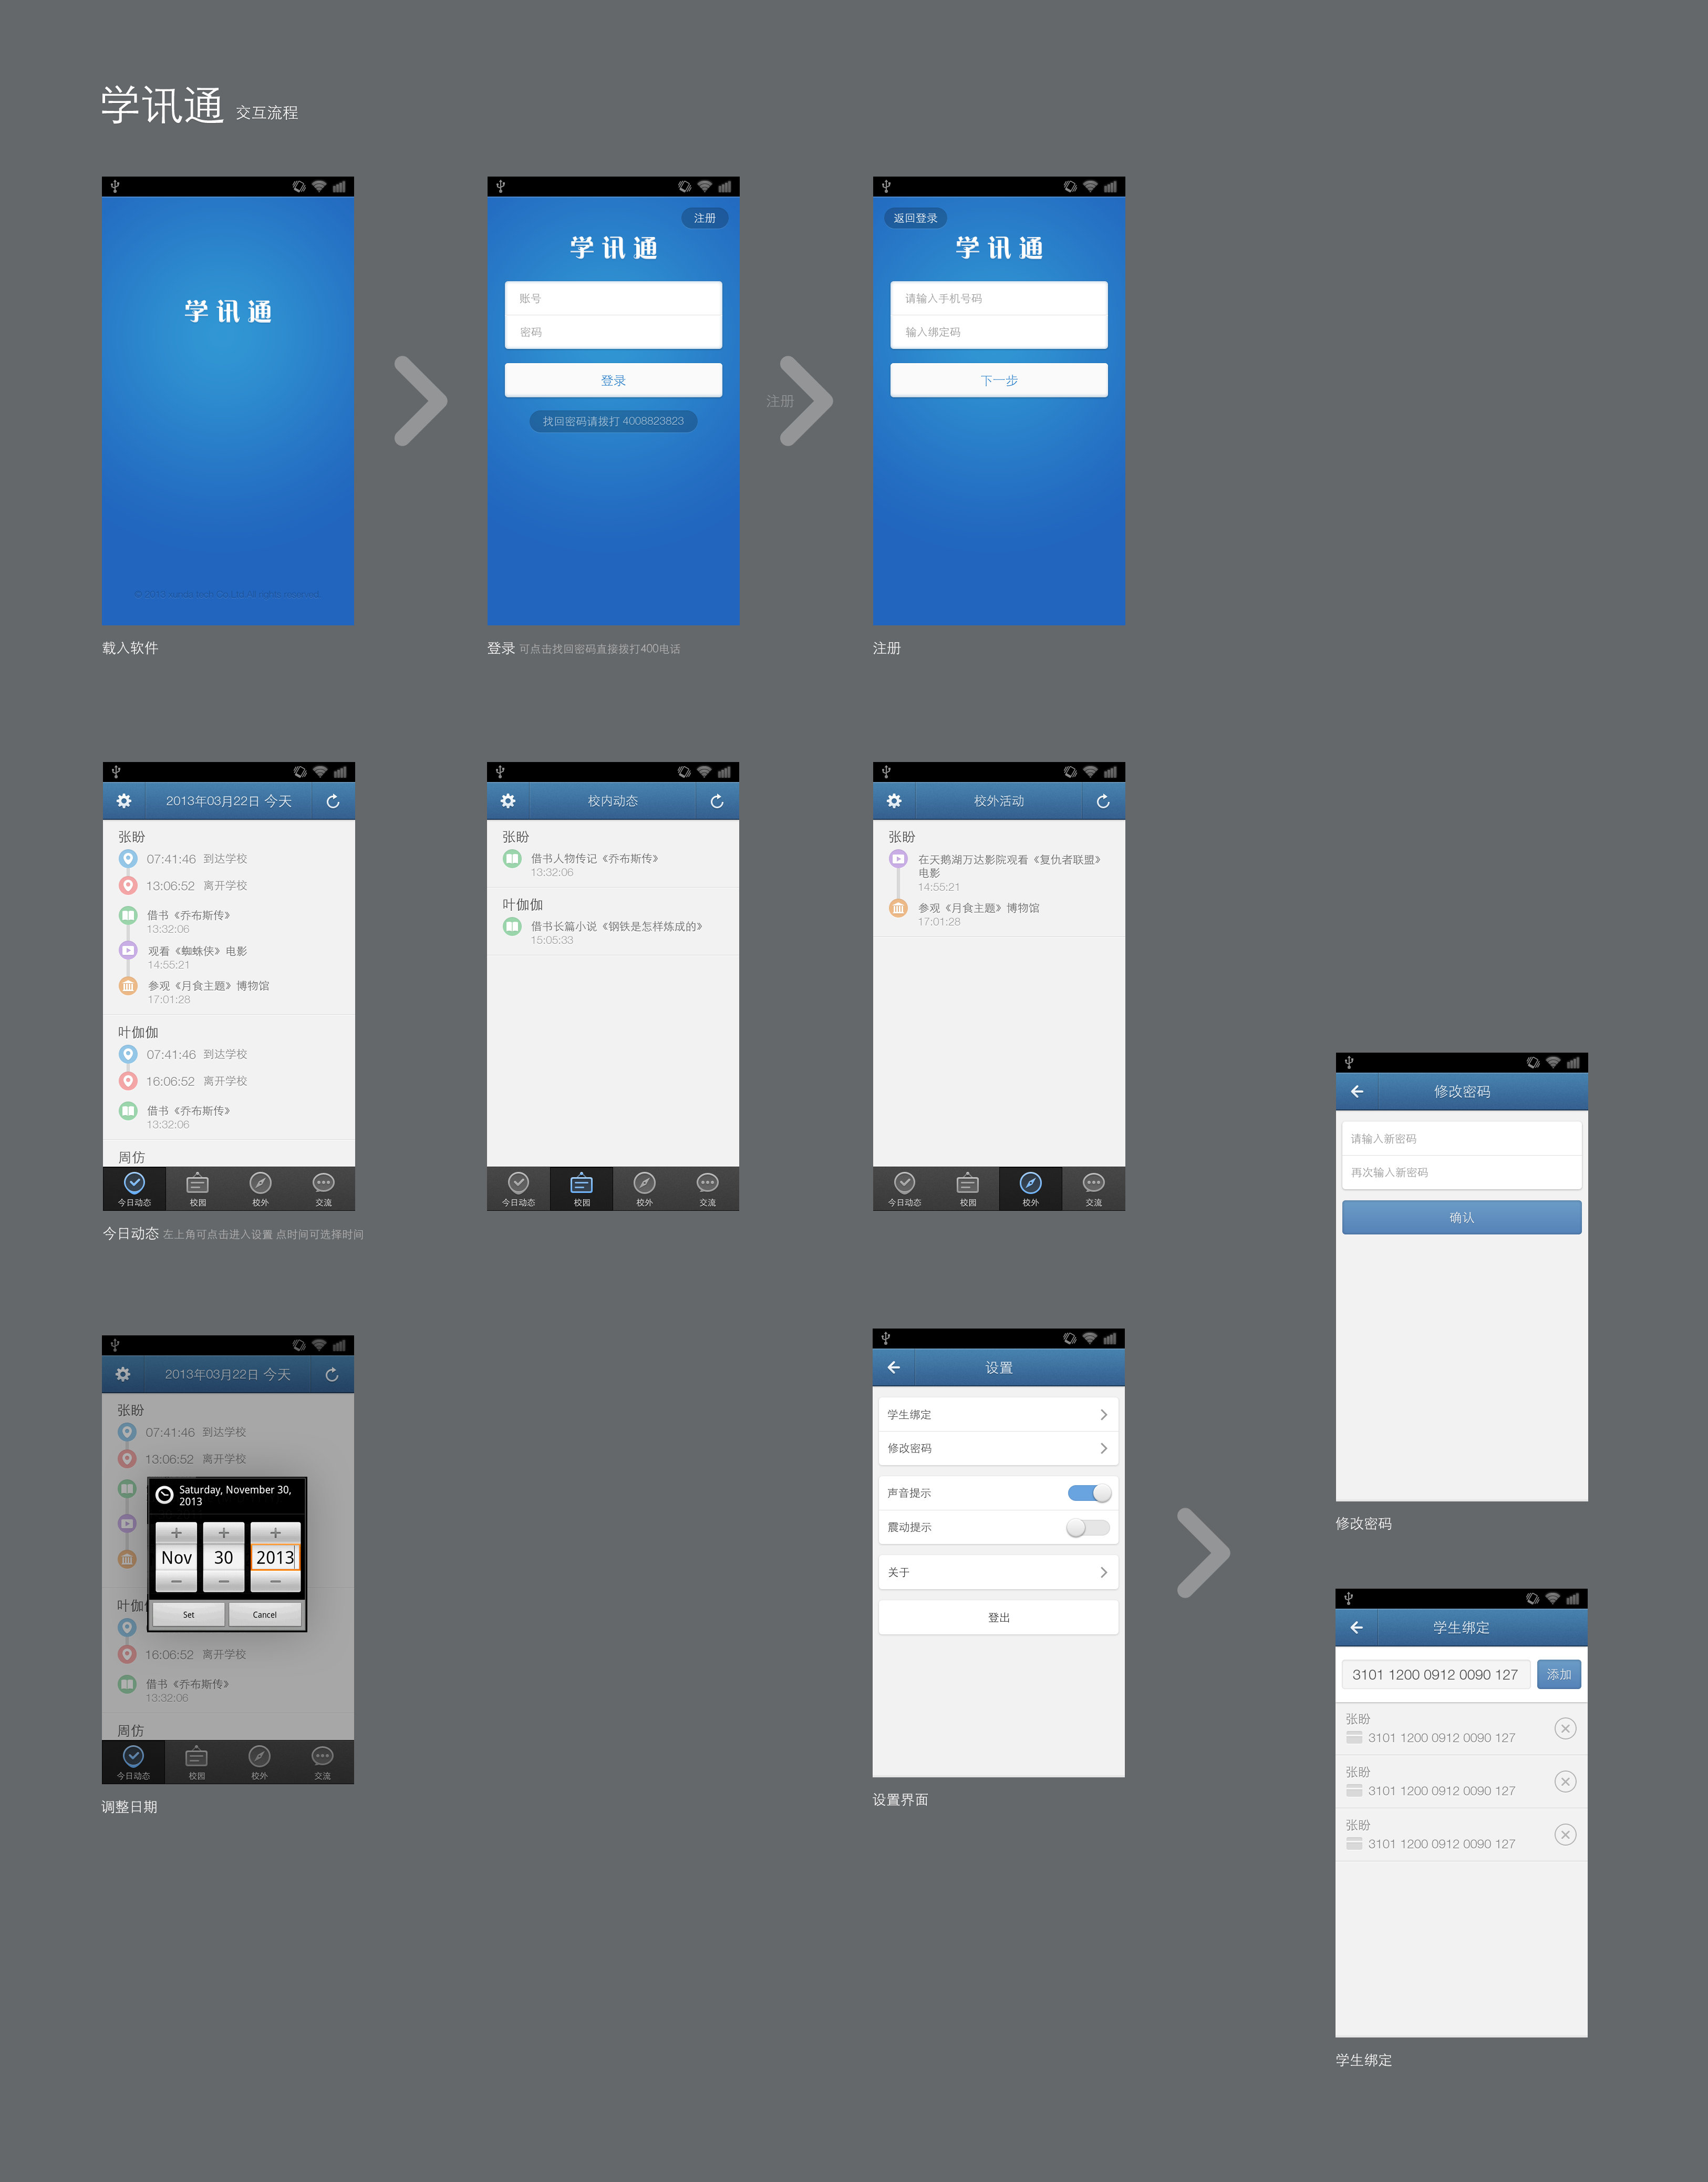 学讯通 交互流程
学讯通
载入软件
注册
学讯通
账号
密码
登录
找回密码请拨打 4008823823
登录 可点击找回密码直接拨打400电话
注册
返回登录
学讯通
请输入手机号码
输入绑定码
下一步
注册
2013年03月22日 今天
张盼
07:41:46 到达学校
13:06:52 离开学校
借书《乔布斯传》
13:32:06
观看《蜘蛛侠》电影
14:55:21
参观《月食主题》博物馆
17:01:28
叶伽伽
07:41:46 到达学校
16:06:52 离开学校
借书《乔布斯传》
13:32:06
周仿
今日动态 校园 校外 交流
今日动态 左上角可点击进入设置 点时间可选择时间
校内动态
张盼
借书人物传记《乔布斯传》
13:32:06
叶伽伽
借书长篇小说《钢铁是怎样炼成的》
15:05:33
今日动态 校园 校外 交流
校外活动
张盼
在天鹅湖万达影院观看《复仇者联盟》
电影
14:55:21
参观《月食主题》博物馆
17:01:28
今日动态 校园 校外 交流
修改密码
请输入新密码
再次输入新密码
确认
修改密码
2013年03月22日 今天
张盼
07:41:46 到达学校
13:06:52 离开学校
Saturday, November 30,
2013
Nov 30 2013
Set Cancel
叶伽
16:06:52 离开学校
借书《乔布斯传》
13:32:06
周仿
今日动态 校园 校外 交流
调整日期
设置
学生绑定
修改密码
声音提示
震动提示
关于
登出
设置界面
学生绑定
3101 1200 0912 0090 127 添加
张盼
3101 1200 0912 0090 127
张盼
3101 1200 0912 0090 127
张盼
3101 1200 0912 0090 127
学生绑定